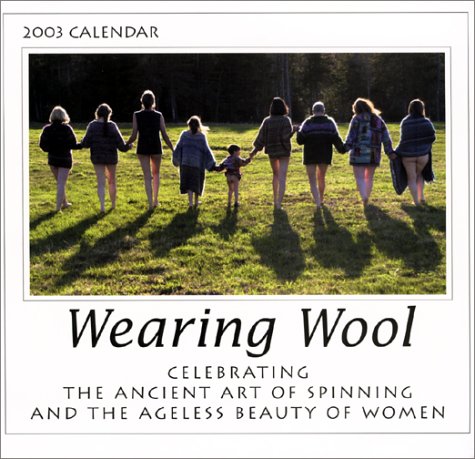 2003 CALENDAR
Wearing Wool
CELEBRATING
THE ANCIENT ART OF SPINNING
AND THE AGELESS BEAUTY OF WOMEN